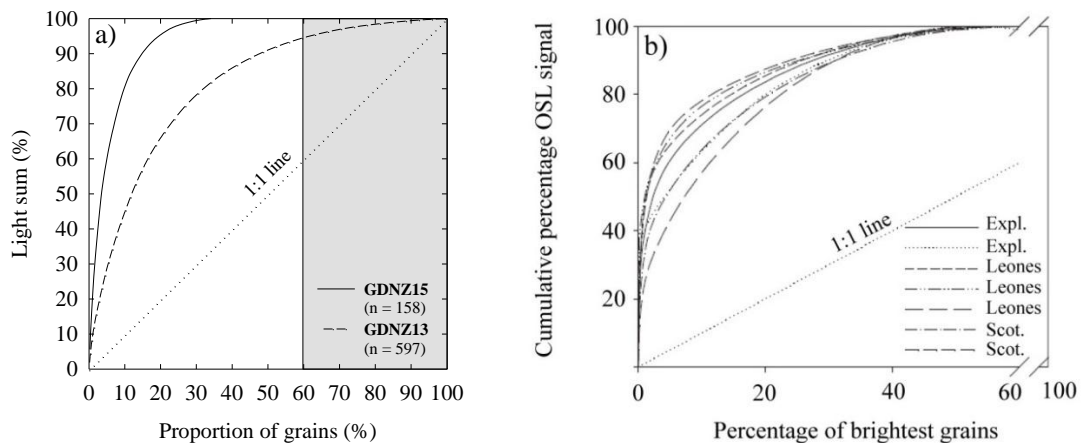 a)
100
90
80
70
60
50
40
30
20
10
0
Light sum (%)
1:1 line
GDNZ15
(n = 158)
GDNZ13
(n = 597)
0 10 20 30 40 50 60 70 80 90 100
Proportion of grains (%)
b)
100
80
60
40
20
Cumulative percentage OSL signal
1:1 line
Expl.
Expl.
Leones
Leones
Leones
Scot.
Scot.
0 20 40 60 100
Percentage of brightest grains